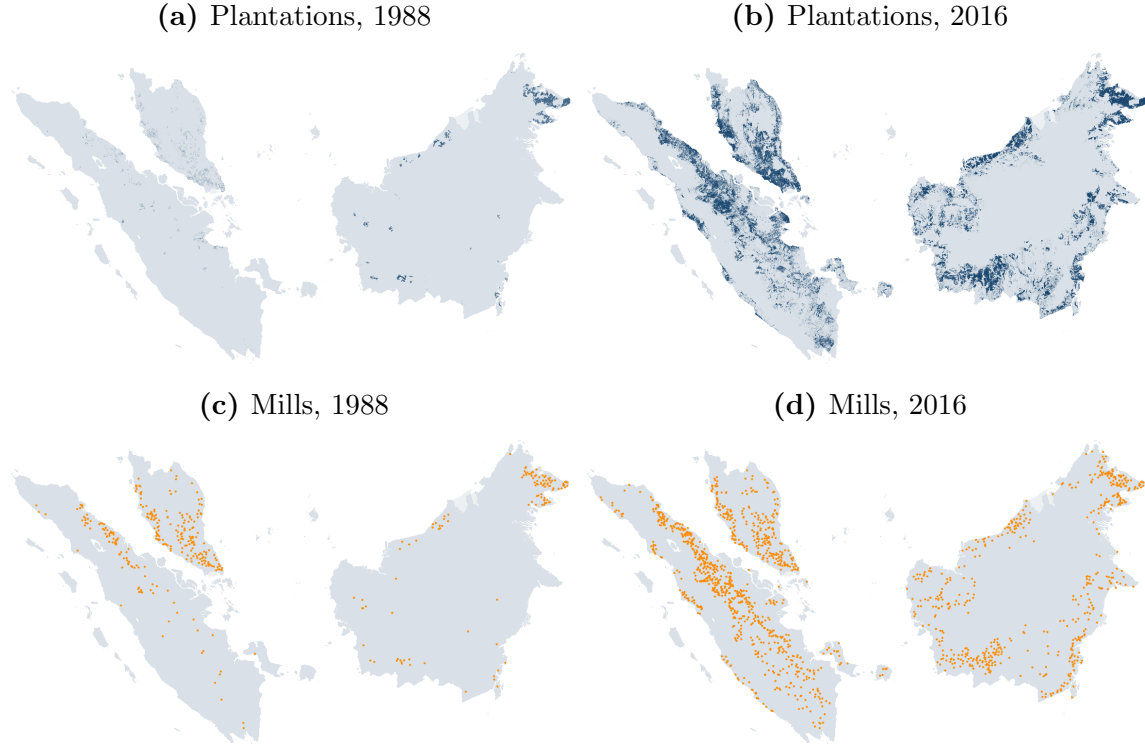 (a) Plantations, 1988
(b) Plantations, 2016
(c) Mills, 1988
(d) Mills, 2016